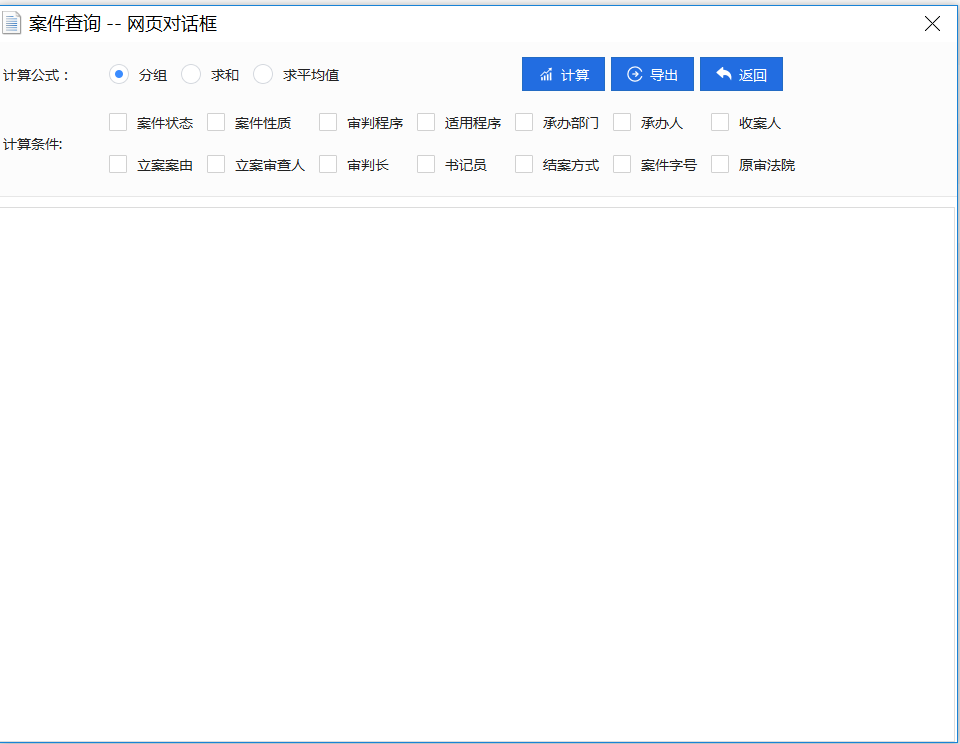 案件查询 -- 网页对话框
计算公式： 分组 求和 求平均值 计算 导出 返回
案件状态 案件性质 审判程序 适用程序 承办部门 承办人 收案人
计算条件:
立案案由 立案审查人 审判长 书记员 结案方式 案件字号 原审法院